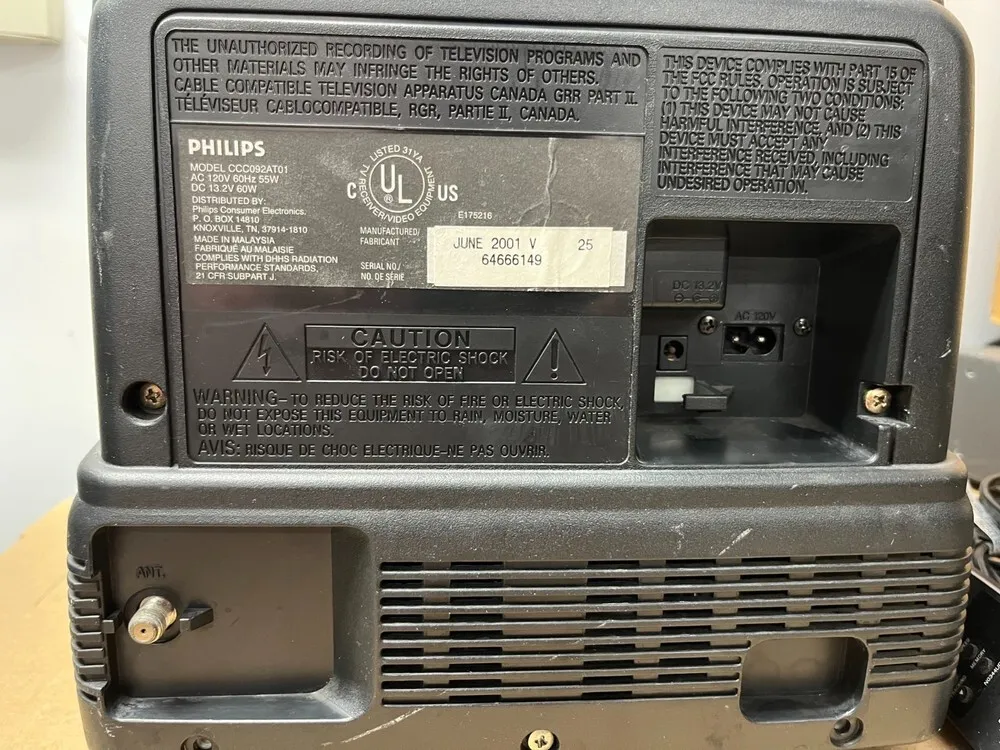 THE UNAUTHORIZED RECORDING OF TELEVISION PROGRAMS AND
OTHER MATERIALS MAY INFRINGE THE RIGHTS OF OTHERS.
CABLE COMPATIBLE TELEVISION APPARATUS CANADA GRR PART II.
TÉLÉVISEUR CABLOCOMPATIBLE, RGR, PARTIE II, CANADA.
THIS DEVICE COMPLIES WITH PART 15 OF
THE FCC RULES. OPERATION IS SUBJECT
TO THE FOLLOWING TWO CONDITIONS:
(1) THIS DEVICE MAY NOT CAUSE
HARMFUL INTERFERENCE, AND (2) THIS
DEVICE MUST ACCEPT ANY
INTERFERENCE RECEIVED, INCLUDING
INTERFERENCE THAT MAY CAUSE
UNDESIRED OPERATION.
PHILIPS
MODEL CCC092AT01
AC 120V 60Hz 55W
DC 13.2V 60W
DISTRIBUTED BY:
Philips Consumer Electronics.
P. O. BOX 14810
KNOXVILLE, TN, 37914-1810
MADE IN MALAYSIA
FABRIQUÉ AU MALAISIE
COMPLIES WITH DHHS RADIATION
PERFORMANCE STANDARDS,
21 CFR SUBPART J.
LISTED 31YA
TV RECEIVER/VIDEO EQUIPMENT
C UL ® US
E175216
MANUFACTURED/
FABRICANT
SERIAL NO./
NO. DE SÉRIE
JUNE 2001 V 25
64666149
DC 13.2V
AC 120V
CAUTION
RISK OF ELECTRIC SHOCK
DO NOT OPEN
WARNING- TO REDUCE THE RISK OF FIRE OR ELECTRIC SHOCK,
DO NOT EXPOSE THIS EQUIPMENT TO RAIN, MOISTURE, WATER
OR WET LOCATIONS.
AVIS: RISQUE DE CHOC ELECTRIQUE-NE PAS OUVRIR.
ANT.